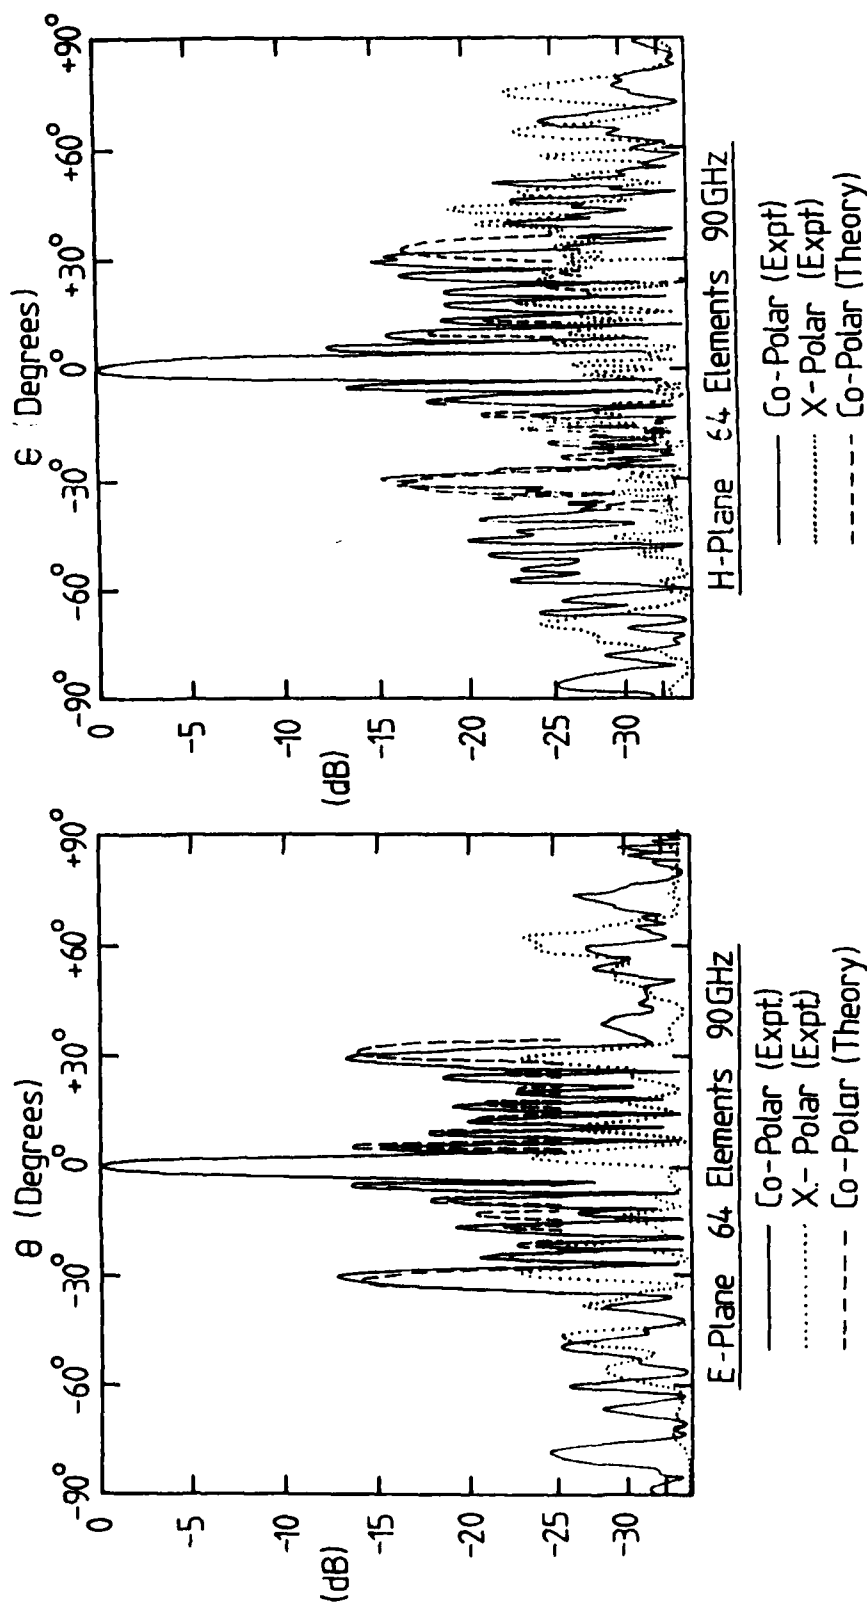 θ (Degrees)
-90° -60° -30° 0° +30° +60° +90°
0
-5
-10
(dB)
-15
-20
-25
-30
E-Plane 64 Elements 90GHz
Co-Polar (Expt.)
X.- Polar (Expt.)
Co-Polar (Theory)
Є (Degrees)
-90° -60° -30° 0° +30° +60° +90°
0
-5
-10
(dB)
-15
-20
-25
-30
H-Plane 64 Elements 90GHz
Co-Polar (Expt)
X-Polar (Expt)
Co-Polar (Theory)